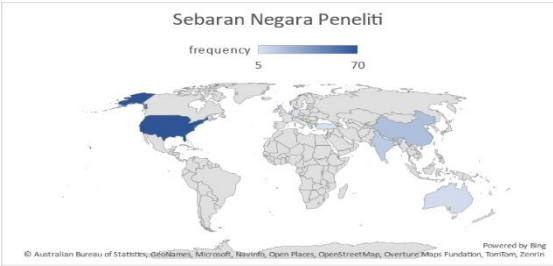 Sebaran Negara Peneliti
frequency
5 70
Powered by Bing
© Australian Bureau of Statistics, GeoNames, Microsoft, Navinfo, Open Places, OpenStreetMap, Overture Maps Fundation, TomTom, Zenrin